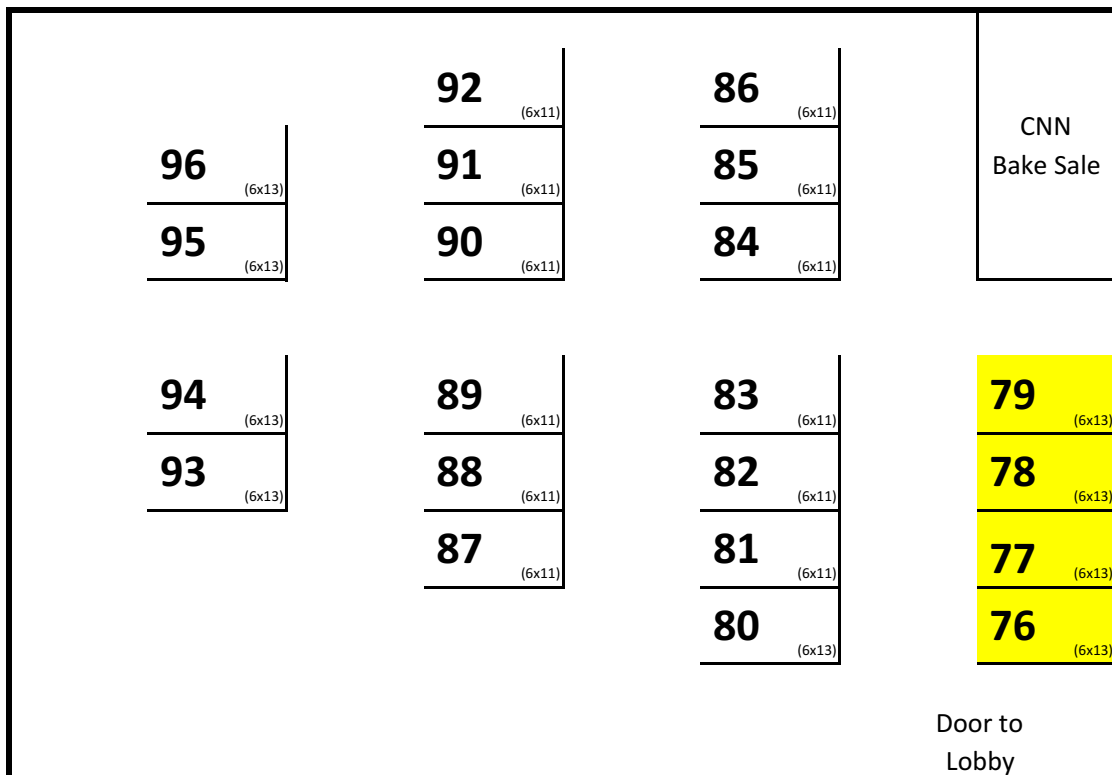 92 (6x11)
86 (6x11)
CNN
Bake Sale
96 (6x13)
91 (6x11)
85 (6x11)
95 (6x13)
90 (6x11)
84 (6x11)
94 (6x13)
89 (6x11)
83 (6x11)
79 (6x13)
93 (6x13)
88 (6x11)
82 (6x11)
78 (6x13)
87 (6x11)
81 (6x11)
77 (6x13)
80 (6x13)
76 (6x13)
Door to
Lobby